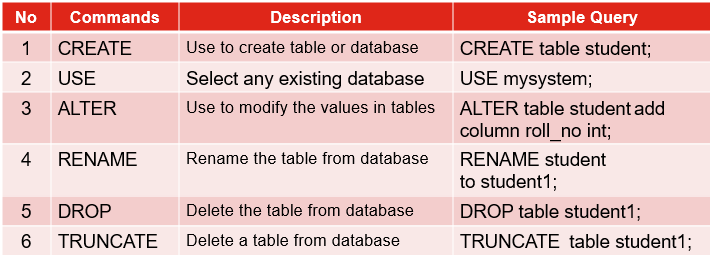 No Commands Description Sample Query
1 CREATE Use to create table or database CREATE table student;
2 USE Select any existing database USE mysystem;
3 ALTER Use to modify the values in tables ALTER table student add
column roll_no int;
4 RENAME Rename the table from database RENAME student
to student1;
5 DROP Delete the table from database DROP table student1;
6 TRUNCATE Delete a table from database TRUNCATE table student1;